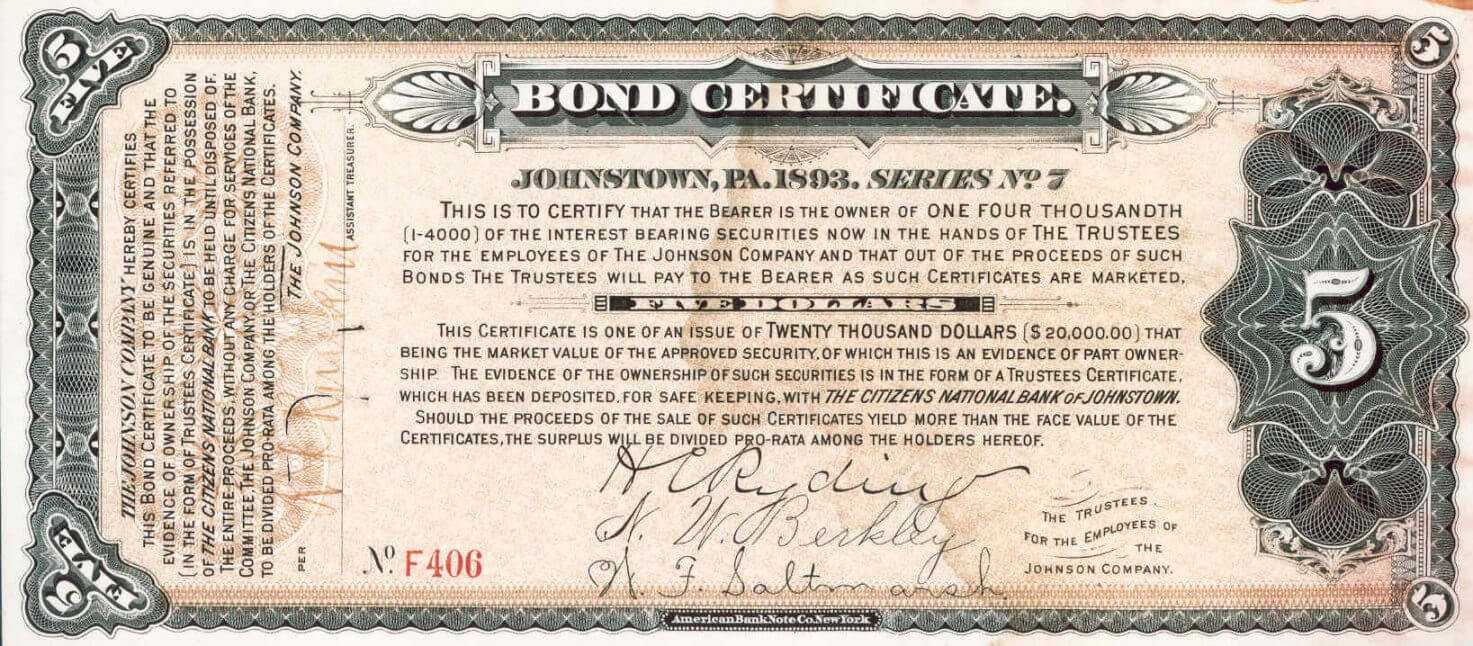 5
FIVE
5
FIVE
5
5
THE JOHNSON COMPANY HEREBY CERTIFIES
THIS BOND CERTIFICATE TO BE GENUINE AND THAT THE
EVIDENCE OF OWNERSHIP OF THE SECURITIES REFERRED TO
(IN THE FORM OF TRUSTEES CERTIFICATE) IS IN THE POSSESSION
OF THE CITIZENS NATIONAL BANK TO BE HELD UNTIL DISPOSED OF.
THE ENTIRE PROCEEDS, WITHOUT ANY CHARGE FOR SERVICES OF THE
COMMITTEE, THE JOHNSON COMPANY, OR THE CITIZENS NATIONAL BANK,
TO BE DIVIDED PRO-RATA AMONG THE HOLDERS OF THE CERTIFICATES.
THE JOHNSON COMPANY.
PER
ASSISTANT TREASURER.
BOND CERTIFICATE.
JOHNSTOWN, PA. 1893. SERIES No 7
THIS IS TO CERTIFY THAT THE BEARER IS THE OWNER OF ONE FOUR THOUSANDTH
(1-4000) OF THE INTEREST BEARING SECURITIES NOW IN THE HANDS OF THE TRUSTEES
FOR THE EMPLOYEES OF THE JOHNSON COMPANY AND THAT OUT OF THE PROCEEDS OF SUCH
BONDS THE TRUSTEES WILL PAY TO THE BEARER AS SUCH CERTIFICATES ARE MARKETED,
FIVE DOLLARS
THIS CERTIFICATE IS ONE OF AN ISSUE OF TWENTY THOUSAND DOLLARS ($20,000.00) THAT
BEING THE MARKET VALUE OF THE APPROVED SECURITY, OF WHICH THIS IS AN EVIDENCE OF PART OWNER-
SHIP. THE EVIDENCE OF THE OWNERSHIP OF SUCH SECURITIES IS IN THE FORM OF A TRUSTEES CERTIFICATE,
WHICH HAS BEEN DEPOSITED, FOR SAFE KEEPING, WITH THE CITIZENS NATIONAL BANK OF JOHNSTOWN.
SHOULD THE PROCEEDS OF THE SALE OF SUCH CERTIFICATES YIELD MORE THAN THE FACE VALUE OF THE
CERTIFICATES, THE SURPLUS WILL BE DIVIDED PRO-RATA AMONG THE HOLDERS HEREOF.
5
H E Ryding
N. W. Berkley
W. F. Saltmarsh
THE TRUSTEES.
FOR THE EMPLOYEES OF
THE
JOHNSON COMPANY.
No F406
American Bank Note Co. New York